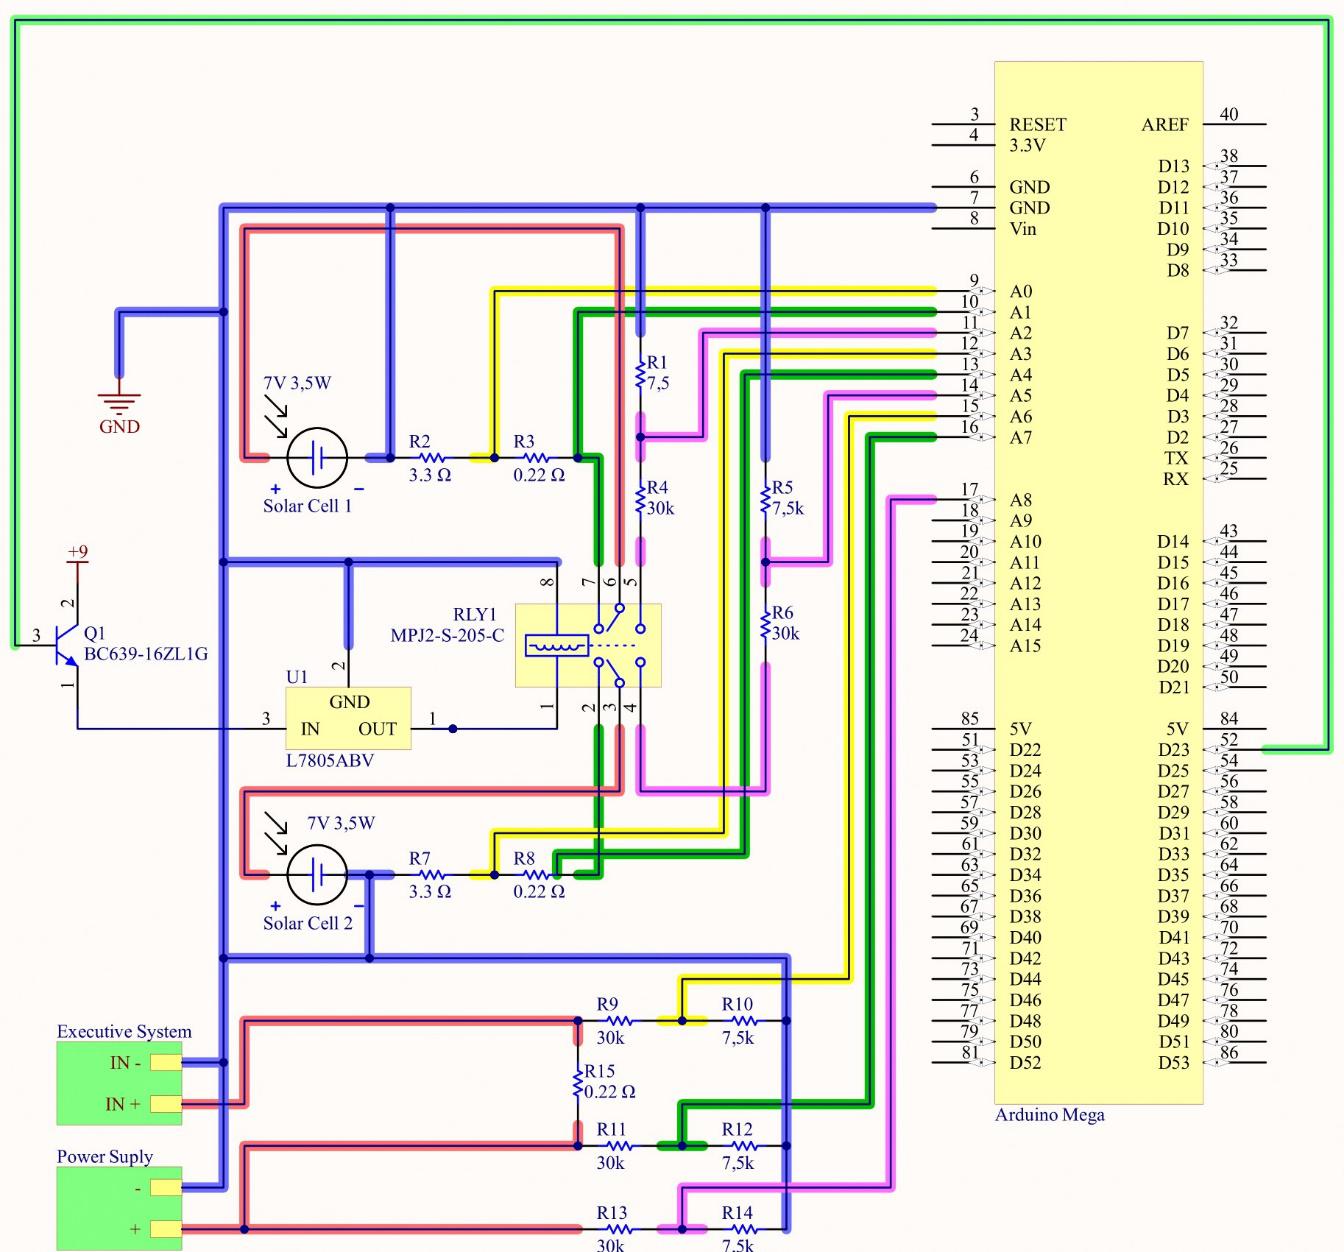 3
RESET
AREF
40
4
3.3V
D13
38
6
GND
D12
37
7
GND
D11
36
8
Vin
D10
35
D9
34
D8
33
9
A0
10
A1
11
A2
D7
32
12
A3
D6
31
13
A4
D5
30
14
A5
D4
29
15
A6
D3
28
16
A7
D2
27
TX
26
RX
25
17
A8
18
A9
19
A10
D14
43
20
A11
D15
44
21
A12
D16
45
22
A13
D17
46
23
A14
D18
47
24
A15
D19
48
D20
49
D21
50
85
5V
5V
84
51
D22
D23
52
53
D24
D25
54
55
D26
D27
56
57
D28
D29
58
59
D30
D31
60
61
D32
D33
62
63
D34
D35
64
65
D36
D37
66
67
D38
D39
68
69
D40
D41
70
71
D42
D43
72
73
D44
D45
74
75
D46
D47
76
77
D48
D49
78
79
D50
D51
80
81
D52
D53
86
Arduino Mega
GND
7V 3,5W
+
-
Solar Cell 1
R2
3.3 Ω
R3
0.22 Ω
R1
7,5
R4
30k
R5
7,5k
R6
30k
+9
2
3
Q1
BC639-16ZL1G
1
U1
2
GND
3
IN
OUT
1
L7805ABV
RLY1
MPJ2-S-205-C
8
7
6
5
1
2
3
4
7V 3,5W
+
-
Solar Cell 2
R7
3.3 Ω
R8
0.22 Ω
Executive System
IN -
IN +
Power Suply
-
+
R9
30k
R10
7,5k
R15
0.22 Ω
R11
30k
R12
7,5k
R13
30k
R14
7,5k